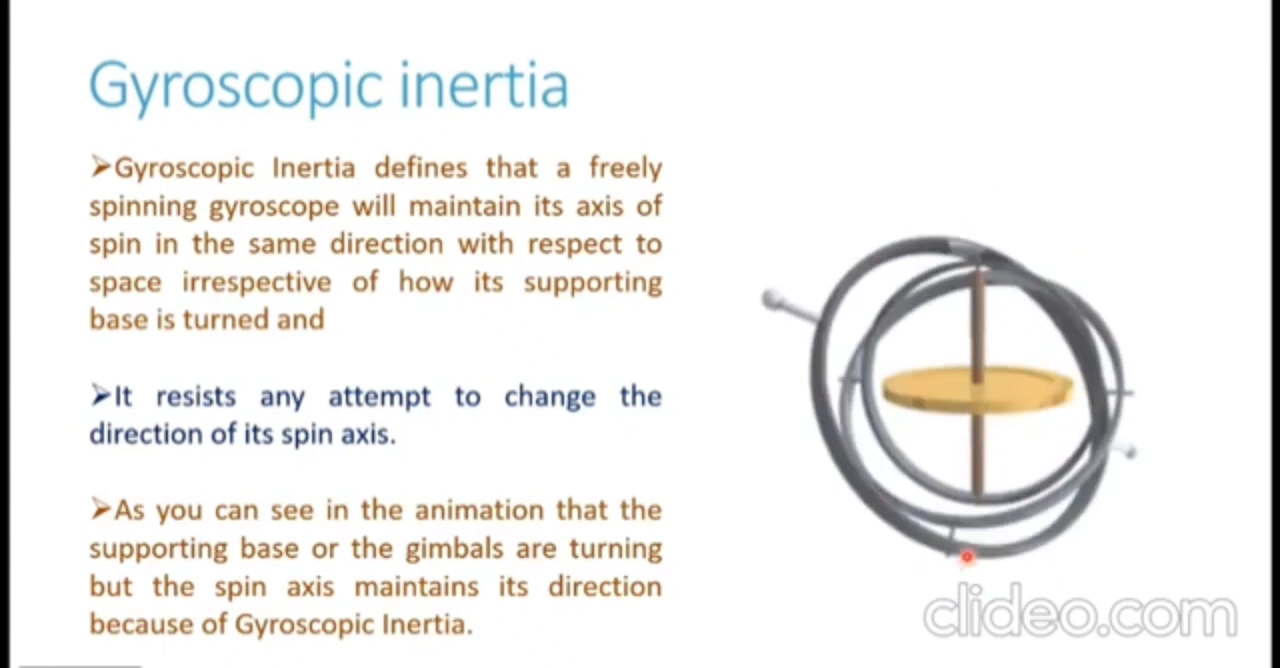 Gyroscopic inertia
➢Gyroscopic Inertia defines that a freely
spinning gyroscope will maintain its axis of
spin in the same direction with respect to
space irrespective of how its supporting
base is turned and
➢It resists any attempt to change the
direction of its spin axis.
➢As you can see in the animation that the
supporting base or the gimbals are turning
but the spin axis maintains its direction
because of Gyroscopic Inertia.
clideo.com